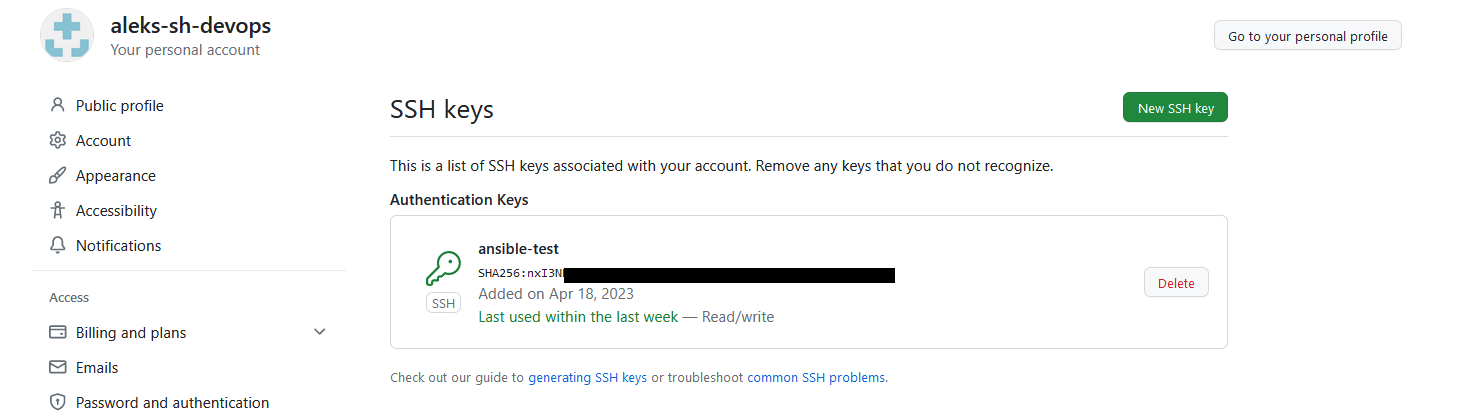 aleks-sh-devops
Your personal account
Go to your personal profile
Public profile
Account
Appearance
Accessibility
Notifications
Access
Billing and plans
Emails
Password and authentication
SSH keys
New SSH key
This is a list of SSH keys associated with your account. Remove any keys that you do not recognize.
Authentication Keys
ansible-test
SHA256:nxI3N
SSH
Added on Apr 18, 2023
Last used within the last week — Read/write
Delete
Check out our guide to generating SSH keys or troubleshoot common SSH problems.